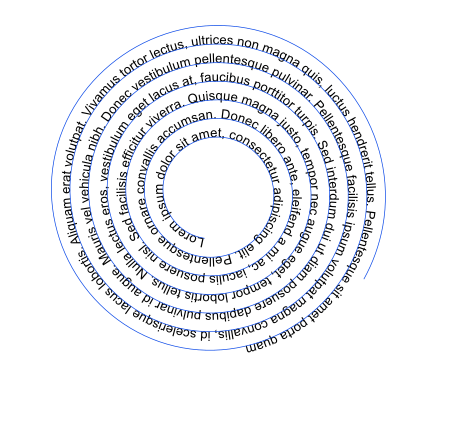 Lorem ipsum dolor sit amet, consectetur adipiscing elit. Pellentesque ornare convallis accumsan. Donec libero ante, eleifend a mi ac, iaculis posuere nisl. Sed facilisis efficitur viverra. Quisque magna justo, tempor nec augue eget, tempor lobortis tellus. Nulla lectus eros, vestibulum eget lacus at, faucibus porttitor turpis. Sed interdum dui id diam posuere dapibus pulvinar id augue. Mauris vel vehicula nibh. Donec vestibulum pellentesque pulvinar. Pellentesque facilisis ipsum volutpat magna convallis, id scelerisque lacus lobortis. Aliquam erat volutpat. Vivamus tortor lectus, ultrices non magna quis, luctus hendrerit tellus. Pellentesque sit amet porta quam